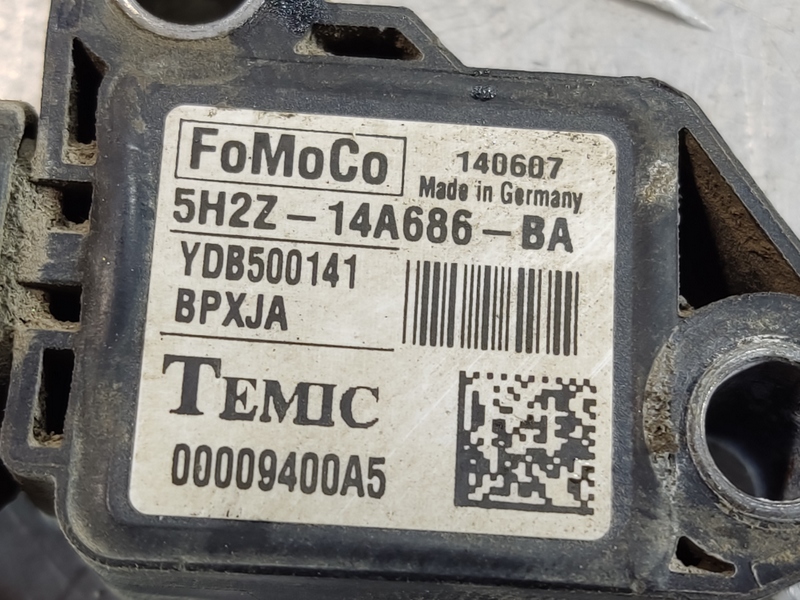 FoMoCo
140607
Made in Germany
5H2Z-14A686-BA
YDB500141
BPXJA
TEMIC
00009400A5